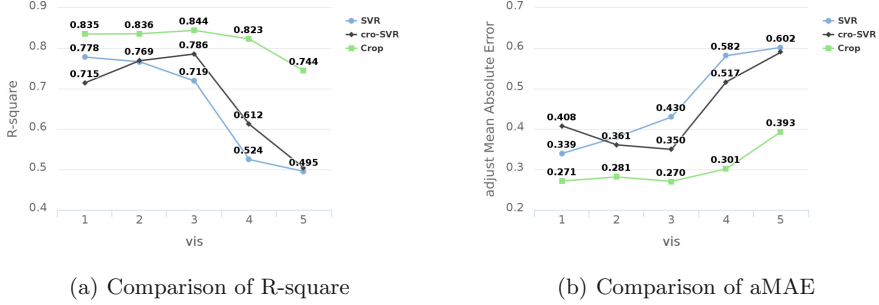 0.9
0.8
0.7
0.6
0.5
0.4
R-square
0.835
0.836
0.844
0.823
0.744
0.778
0.769
0.786
0.715
0.719
0.612
0.524
0.495
1 2 3 4 5
vis
SVR
cro-SVR
Crop
(a) Comparison of R-square
0.7
0.6
0.5
0.4
0.3
0.2
adjust Mean Absolute Error
0.582
0.602
0.517
0.408
0.430
0.339
0.361
0.350
0.393
0.271
0.281
0.270
0.301
1 2 3 4 5
vis
SVR
cro-SVR
Crop
(b) Comparison of aMAE